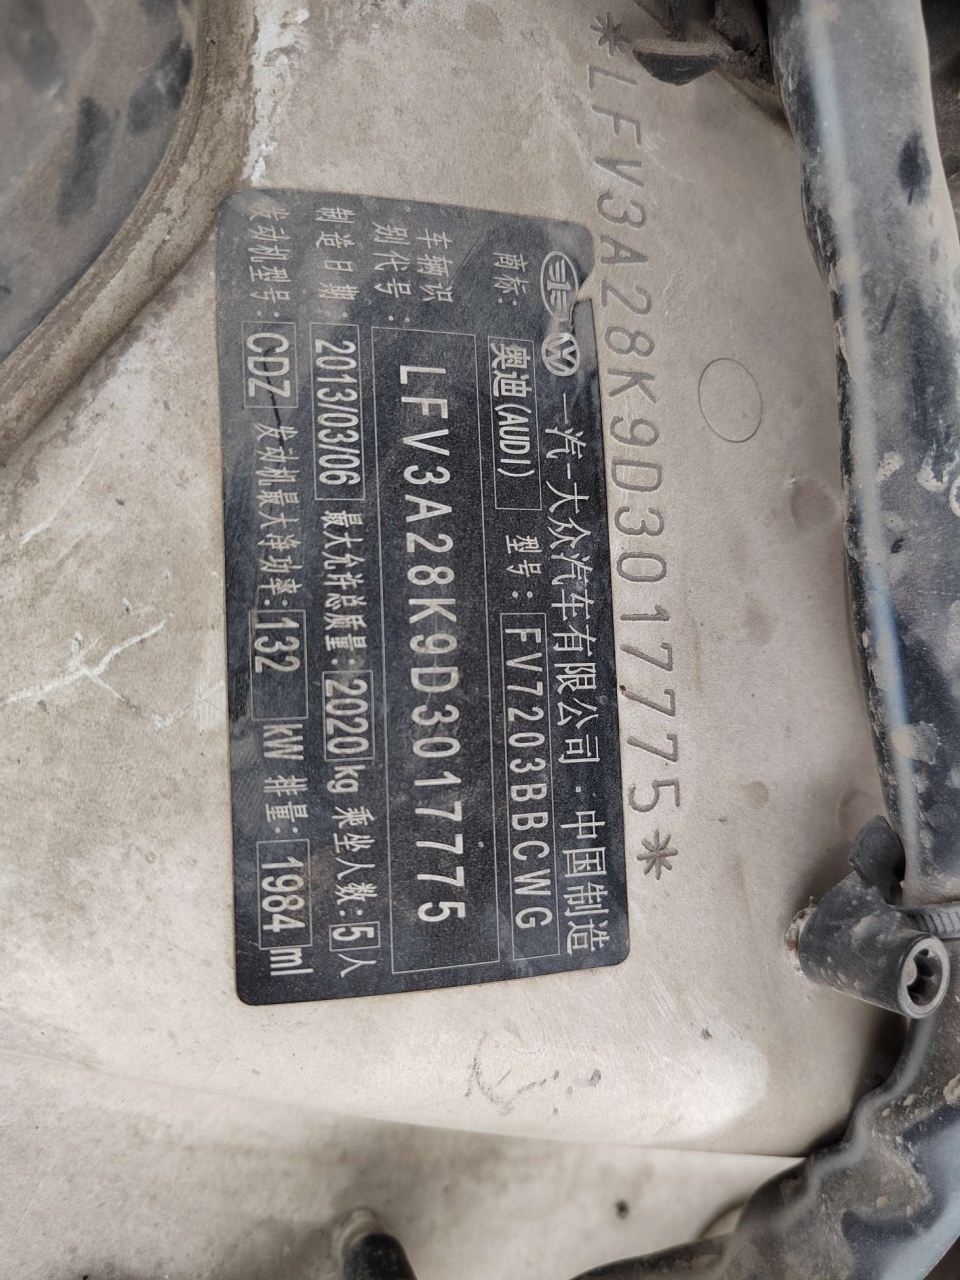 *LFV3A28K9D3017775*
一汽-大众汽车有限公司·中国制造
商标: 奥迪(AUDI) 型号: FV7203BBCWG
车辆识别代号: LFV3A28K9D3017775
制造日期: 2013/03/06 最大允许总质量: 2020kg 乘坐人数: 5人
发动机型号: CDZ 发动机最大净功率: 132 kW 排量: 1984 ml